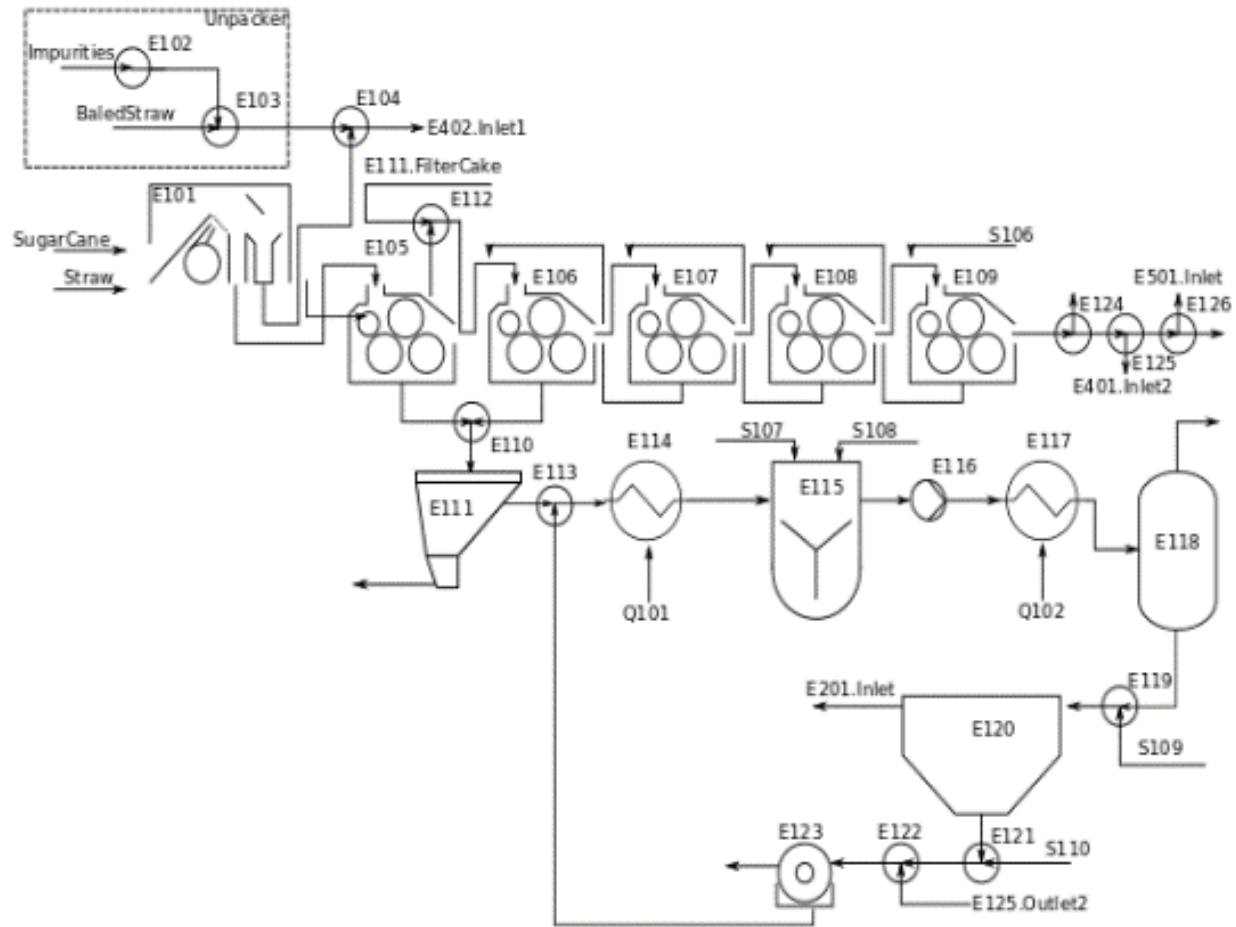 Unpacker
Impurities
E102
BaledStraw
E103
E104
E402.Inlet1
E111.FilterCake
E101
E112
SugarCane
Straw
E105
E106
E107
E108
S106
E109
E501.Inlet
E124
E126
E125
E401.Inlet2
E110
E111
E113
E114
S107
S108
E115
E116
E117
E118
Q101
Q102
E201.Inlet
E119
E120
S109
E123
E122
E121
S110
E125.Outlet2